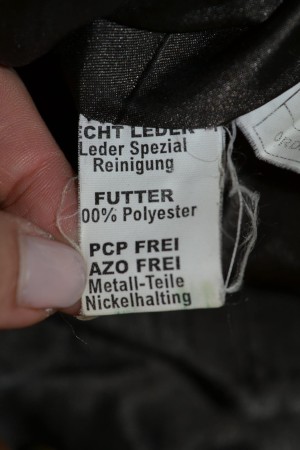 ECHT LEDER
Leder Spezial
Reinigung
FUTTER
00% Polyester
PCP FREI
AZO FREI
Metall-Teile
Nickelhalting